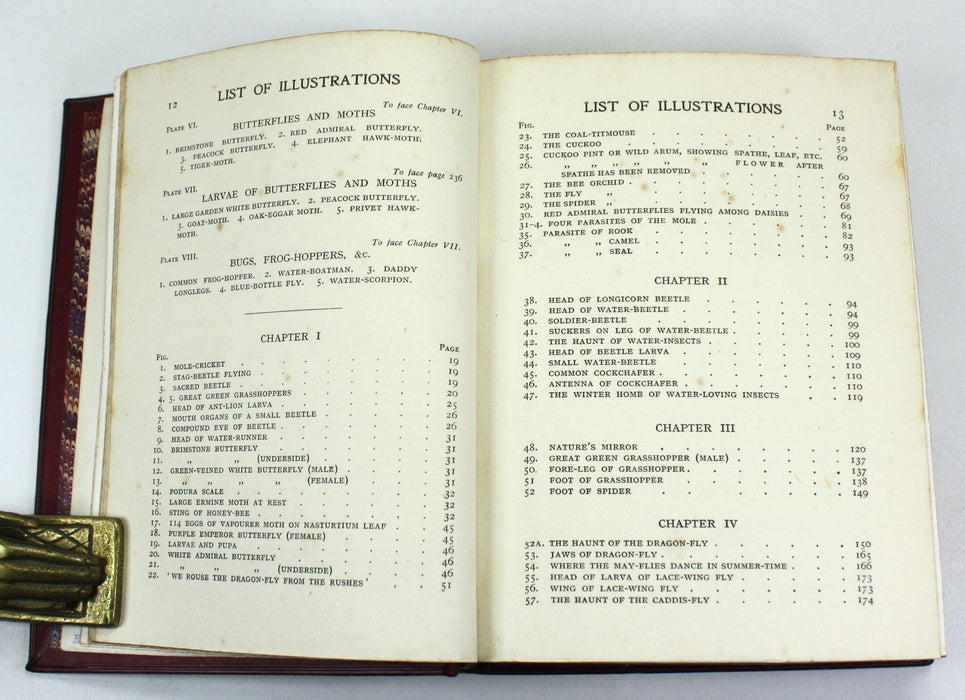 12 LIST OF ILLUSTRATIONS
To face Chapter VI.
PLATE VI. BUTTERFLIES AND MOTHS
1. BRIMSTONE BUTTERFLY. 2. RED ADMIRAL BUTTERFLY.
3. PEACOCK BUTTERFLY. 4. ELEPHANT HAWK-MOTH.
5. TIGER-MOTH.
To face page 236
PLATE VII. LARVAE OF BUTTERFLIES AND MOTHS
1. LARGE GARDEN WHITE BUTTERFLY. 2. PEACOCK BUTTERFLY.
3. GOAT-MOTH. 4. OAK-EGGAR MOTH. 5. PRIVET HAWK-
MOTH.
To face Chapter VII.
PLATE VIII. BUGS, FROG-HOPPERS, &c.
1. COMMON FROG-HOPPER. 2. WATER-BOATMAN. 3. DADDY
LONGLEGS. 4. BLUE-BOTTLE FLY. 5. WATER-SCORPION.
CHAPTER I
FIG. PAGE
1. MOLE-CRICKET 19
2. STAG-BEETLE FLYING 19
3. SACRED BEETLE 19
4, 5. GREAT GREEN GRASSHOPPERS 20
6. HEAD OF ANT-LION LARVA 25
7. MOUTH ORGANS OF A SMALL BEETLE 26
8. COMPOUND EYE OF BEETLE 26
9. HEAD OF WATER-RUNNER 31
10. BRIMSTONE BUTTERFLY 31
11. „ „ (UNDERSIDE) 31
12. GREEN-VEINED WHITE BUTTERFLY (MALE) 31
13. „ „ „ „ (FEMALE) 31
14. PODURA SCALE 32
15. LARGE ERMINE MOTH AT REST 32
16. STING OF HONEY-BEE 32
17. 114 EGGS OF VAPOURER MOTH ON NASTURTIUM LEAF 45
18. PURPLE EMPEROR BUTTERFLY (FEMALE) 45
19. LARVAE AND PUPA 46
20. WHITE ADMIRAL BUTTERFLY 46
21. „ „ „ (UNDERSIDE) 46
22. 'WE ROUSE THE DRAGON-FLY FROM THE RUSHES' 51
LIST OF ILLUSTRATIONS 13
FIG. PAGE
23. THE COAL-TITMOUSE 52
24. THE CUCKOO 59
25. CUCKOO PINT OR WILD ARUM, SHOWING SPATHE, LEAF, ETC. 60
26. „ „ „ „ „ „ FLOWER AFTER
SPATHE HAS BEEN REMOVED 60
27. THE BEE ORCHID 67
28. THE FLY „ 67
29. THE SPIDER „ 68
30. RED ADMIRAL BUTTERFLIES FLYING AMONG DAISIES 69
31-4. FOUR PARASITES OF THE MOLE 81
35. PARASITE OF ROOK 82
36. „ „ CAMEL 93
37. „ „ SEAL 93
CHAPTER II
38. HEAD OF LONGICORN BEETLE 94
39. HEAD OF WATER-BEETLE 94
40. SOLDIER-BEETLE 99
41. SUCKERS ON LEG OF WATER-BEETLE 99
42. THE HAUNT OF WATER-INSECTS 100
43. HEAD OF BEETLE LARVA 109
44. SMALL WATER-BEETLE 110
45. COMMON COCKCHAFER 110
46. ANTENNA OF COCKCHAFER 110
47. THE WINTER HOME OF WATER-LOVING INSECTS 119
CHAPTER III
48. NATURE'S MIRROR 120
49. GREAT GREEN GRASSHOPPER (MALE) 137
50. FORE-LEG OF GRASSHOPPER 137
51 FOOT OF GRASSHOPPER 138
52 FOOT OF SPIDER 149
CHAPTER IV
52A. THE HAUNT OF THE DRAGON-FLY 150
53. JAWS OF DRAGON-FLY 165
54. WHERE THE MAY-FLIES DANCE IN SUMMER-TIME 166
55. HEAD OF LARVA OF LACE-WING FLY 173
56. WING OF LACE-WING FLY 173
57. THE HAUNT OF THE CADDIS-FLY 174